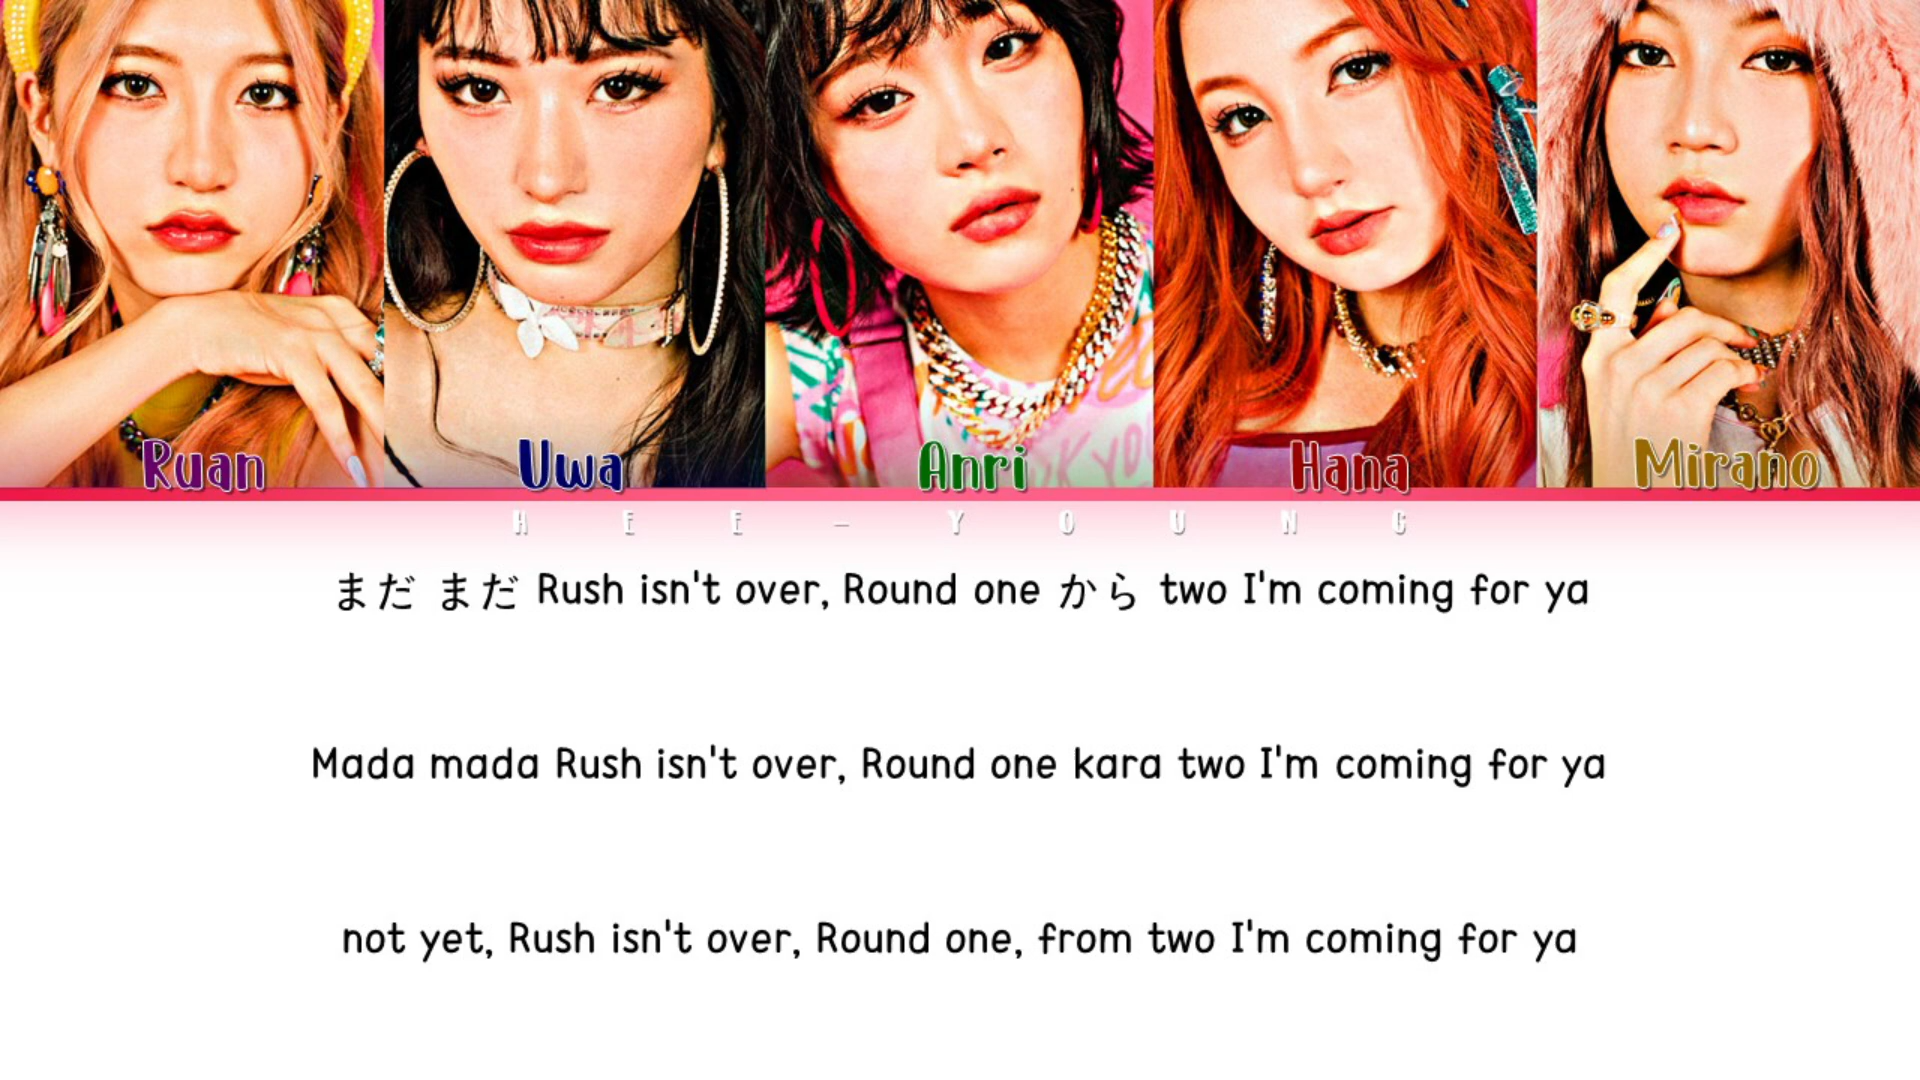 Ruan Uwa Anri Hana Mirano
HEE-YOUNG
まだ まだ Rush isn't over, Round one から two I'm coming for ya
Mada mada Rush isn't over, Round one kara two I'm coming for ya
not yet, Rush isn't over, Round one, from two I'm coming for ya